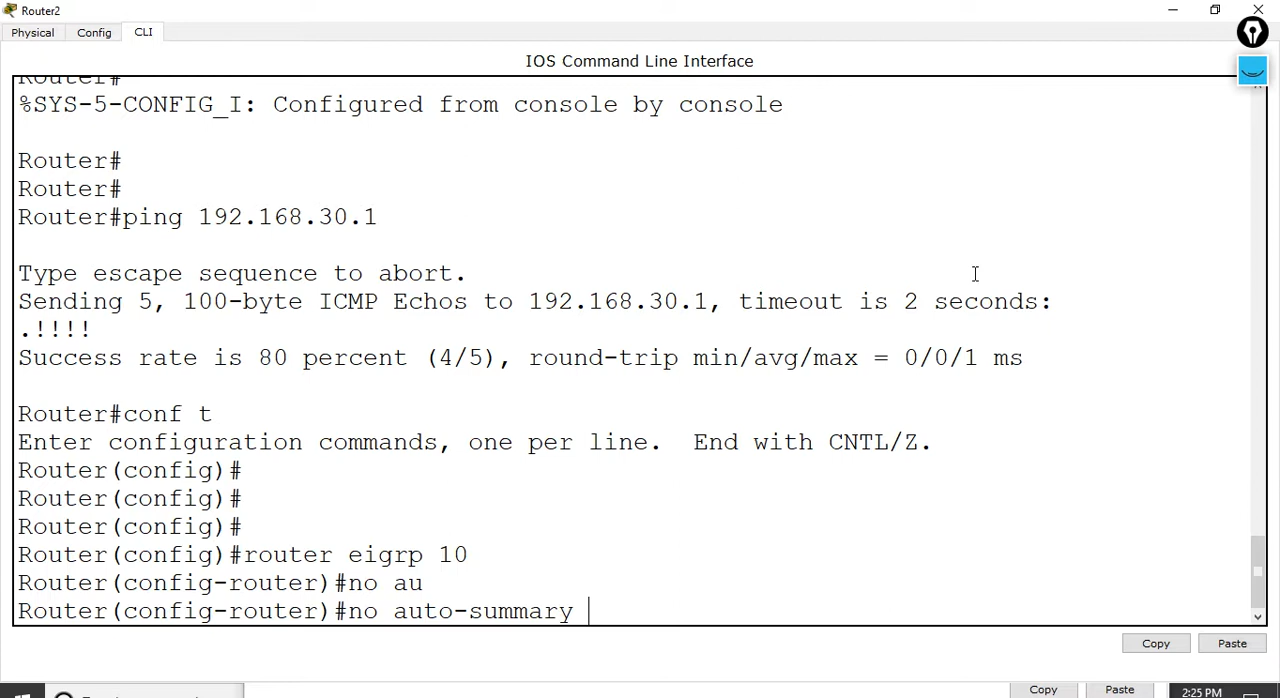 Router2
Physical Config CLI
IOS Command Line Interface
Router#
%SYS-5-CONFIG_I: Configured from console by console
Router#
Router#
Router#ping 192.168.30.1
Type escape sequence to abort.
Sending 5, 100-byte ICMP Echos to 192.168.30.1, timeout is 2 seconds:
.!!!!
Success rate is 80 percent (4/5), round-trip min/avg/max = 0/0/1 ms
Router#conf t
Enter configuration commands, one per line.  End with CNTL/Z.
Router(config)#
Router(config)#
Router(config)#
Router(config)#router eigrp 10
Router(config-router)#no au
Router(config-router)#no auto-summary
Copy Paste
Copy Paste 2:25 PM